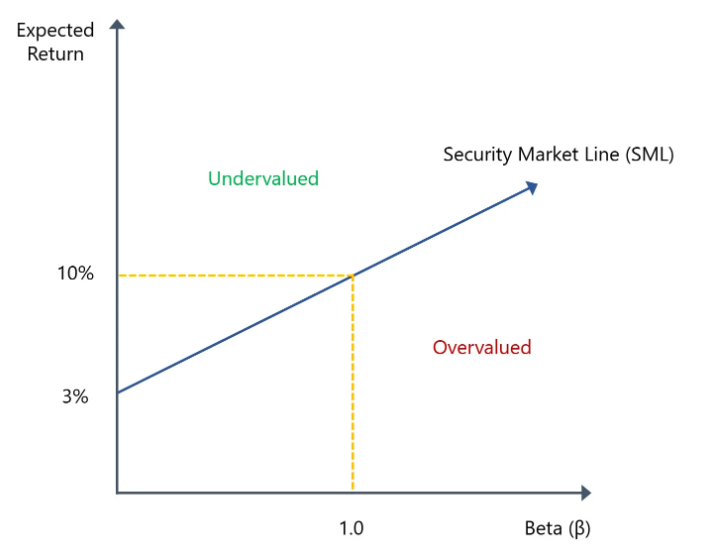 Expected
Return
Security Market Line (SML)
Undervalued
10%
Overvalued
3%
1.0
Beta (β)